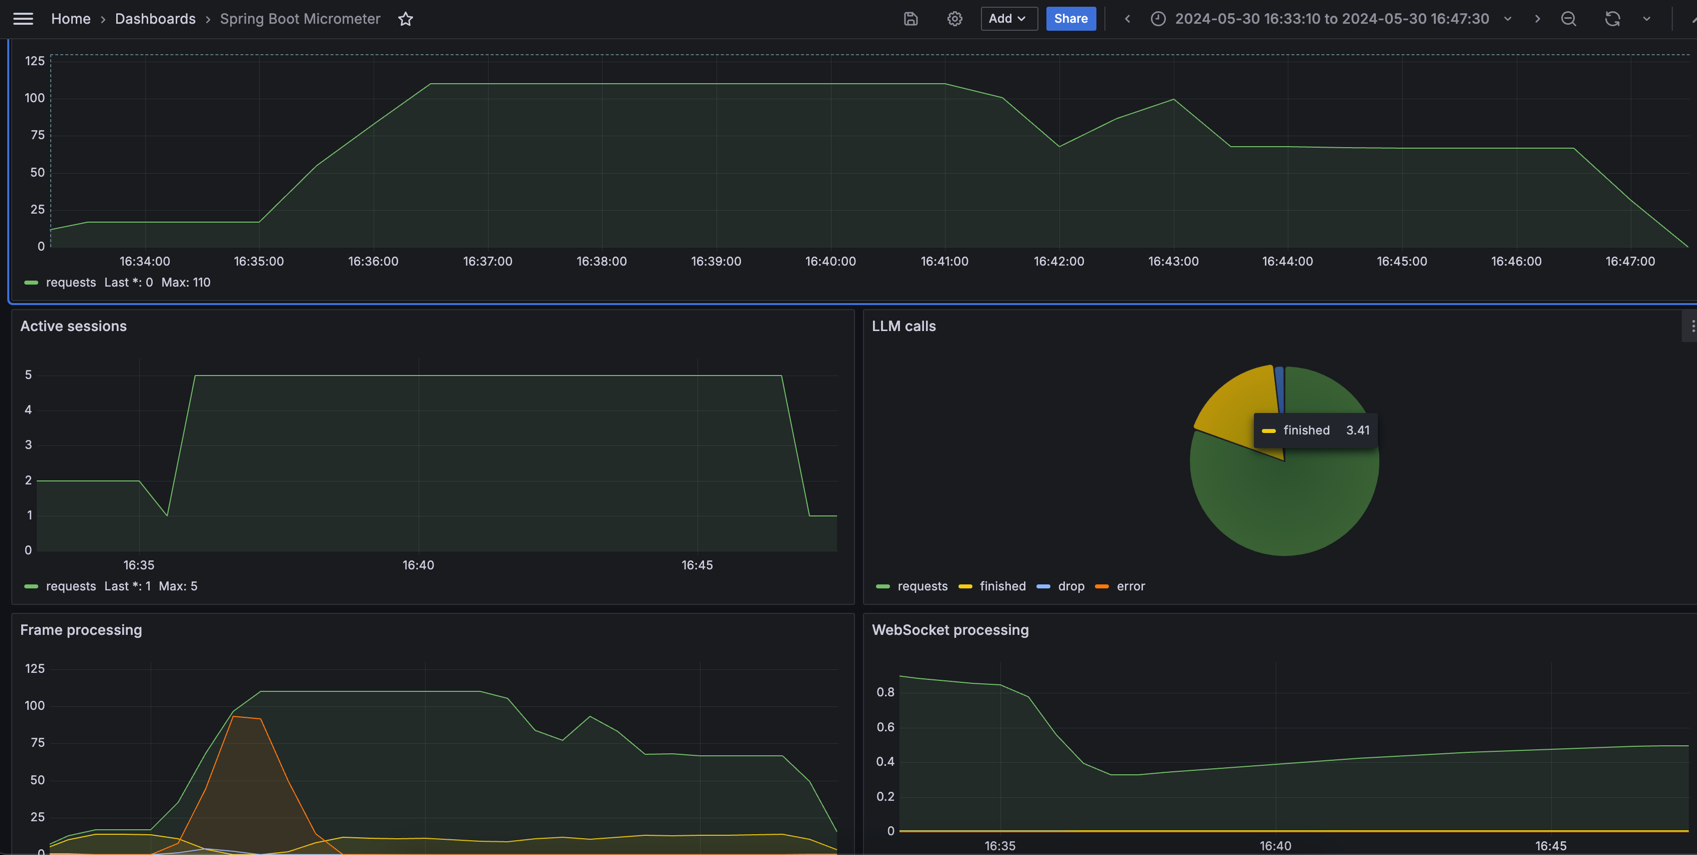 Home › Dashboards › Spring Boot Micrometer Add Share 2024-05-30 16:33:10 to 2024-05-30 16:47:30
125
100
75
50
25
0
16:34:00 16:35:00 16:36:00 16:37:00 16:38:00 16:39:00 16:40:00 16:41:00 16:42:00 16:43:00 16:44:00 16:45:00 16:46:00 16:47:00
requests Last *: 0 Max: 110
Active sessions
5
4
3
2
1
0
16:35 16:40 16:45
requests Last *: 1 Max: 5
LLM calls
finished 3.41
requests finished drop error
Frame processing
125
100
75
50
25
0
WebSocket processing
0.8
0.6
0.4
0.2
0
16:35 16:40 16:45